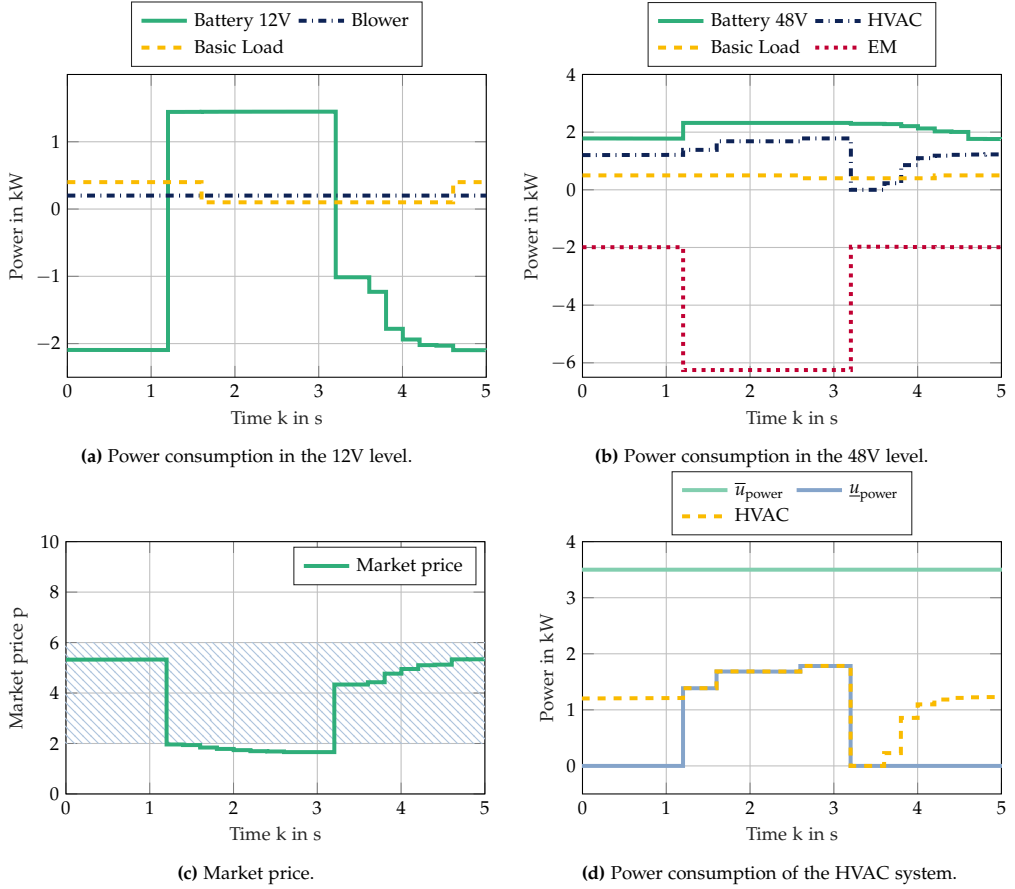 Battery 12V Blower
Basic Load
Power in kW
1
0
−1
−2
0 1 2 3 4 5
Time k in s
(a) Power consumption in the 12V level.
Battery 48V HVAC
Basic Load EM
Power in kW
4
2
0
−2
−4
−6
0 1 2 3 4 5
Time k in s
(b) Power consumption in the 48V level.
Market price
Market price p
10
8
6
4
2
0
0 1 2 3 4 5
Time k in s
(c) Market price.
u̅power u̲power
HVAC
Power in kW
4
3
2
1
0
0 1 2 3 4 5
Time k in s
(d) Power consumption of the HVAC system.